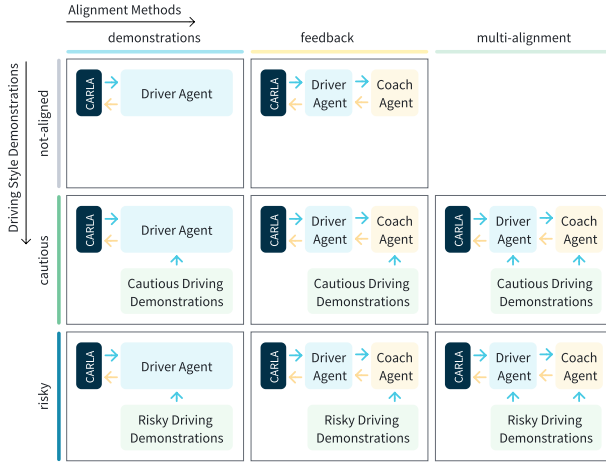 Alignment Methods
demonstrations
feedback
multi-alignment
Driving Style Demonstrations
not-aligned
CARLA
Driver Agent
CARLA
Driver
Agent
Coach
Agent
cautious
CARLA
Driver Agent
Cautious Driving
Demonstrations
CARLA
Driver
Agent
Coach
Agent
Cautious Driving
Demonstrations
CARLA
Driver
Agent
Coach
Agent
Cautious Driving
Demonstrations
risky
CARLA
Driver Agent
Risky Driving
Demonstrations
CARLA
Driver
Agent
Coach
Agent
Risky Driving
Demonstrations
CARLA
Driver
Agent
Coach
Agent
Risky Driving
Demonstrations